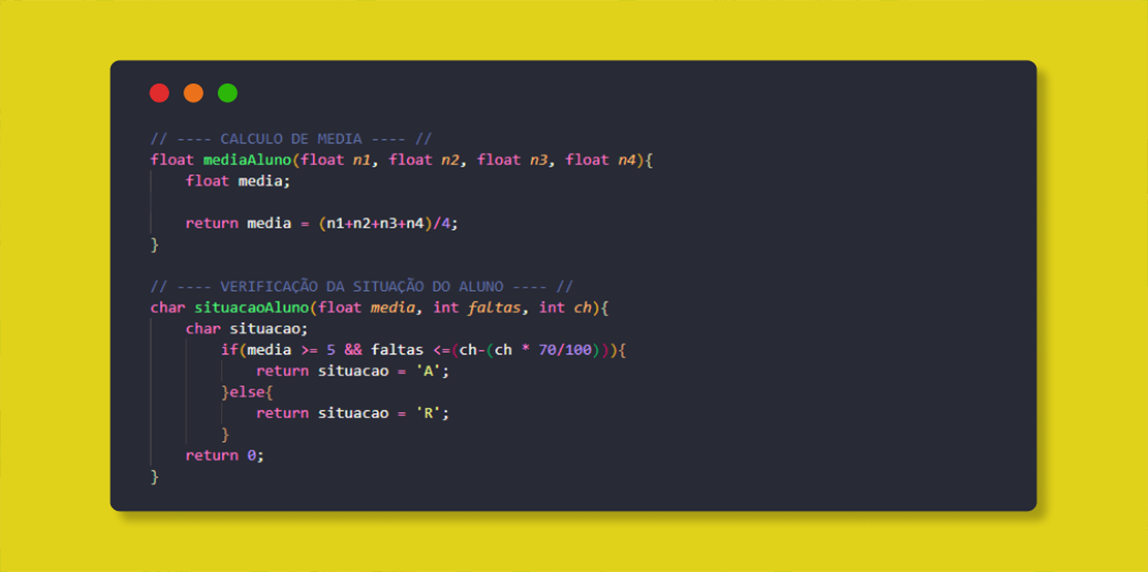 // ---- CALCULO DE MEDIA ---- //
float mediaAluno(float n1, float n2, float n3, float n4){
    float media;

    return media = (n1+n2+n3+n4)/4;
}

// ---- VERIFICAÇÃO DA SITUAÇÃO DO ALUNO ---- //
char situacaoAluno(float media, int faltas, int ch){
    char situacao;
        if(media >= 5 && faltas <=(ch-(ch * 70/100))){
            return situacao = 'A';
        }else{
            return situacao = 'R';
        }
    return 0;
}